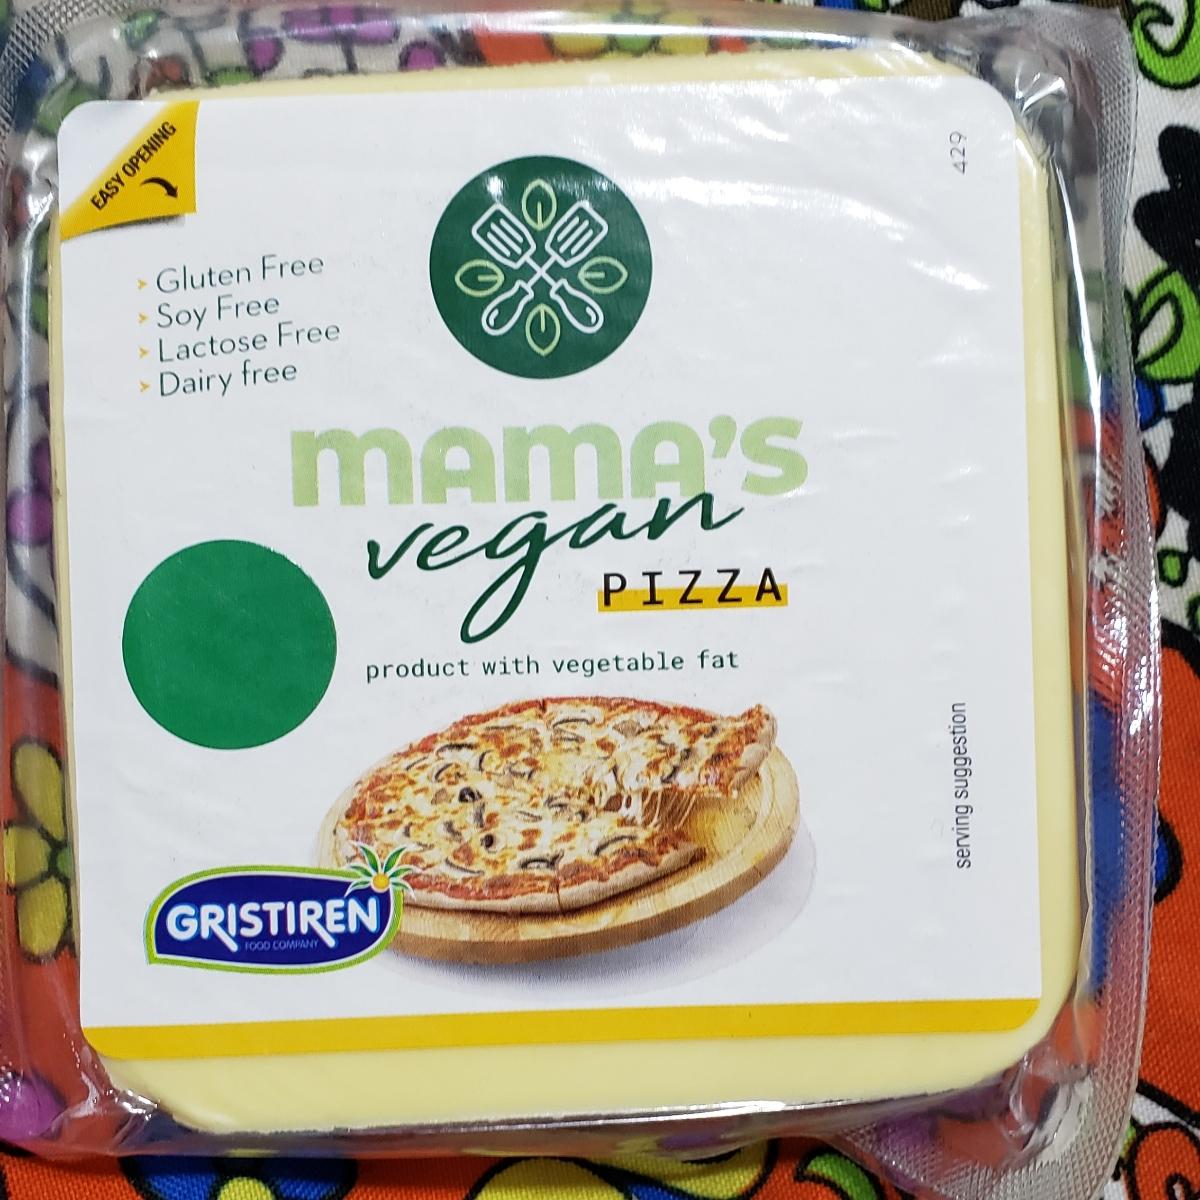 EASY OPENING
429
Gluten Free
Soy Free
Lactose Free
Dairy free
MAMA'S
vegan
PIZZA
product with vegetable fat
serving suggestion
GRISTIREN
FOOD COMPANY